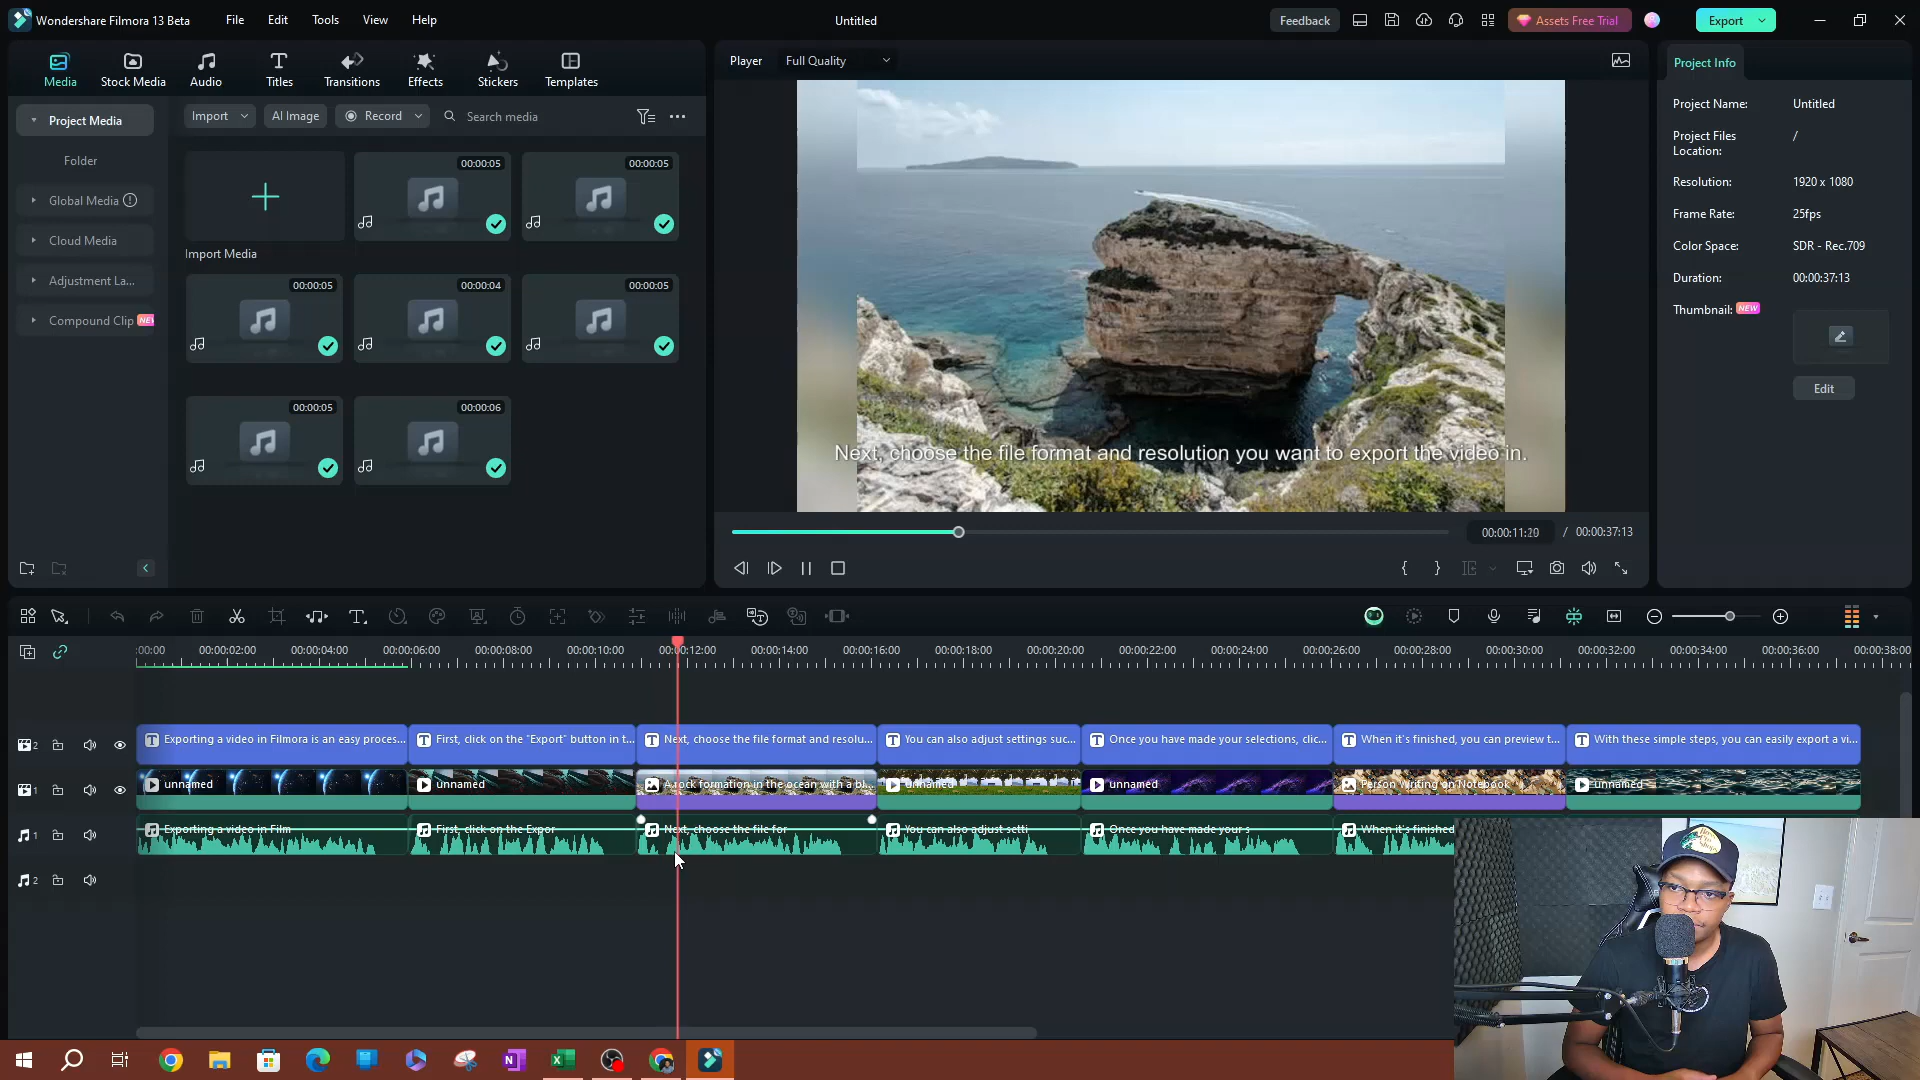 Wondershare Filmora 13 Beta
File
Edit
Tools
View
Help
Untitled
Feedback
Assets Free Trial
Export
Media
Stock Media
Audio
Titles
Transitions
Effects
Stickers
Templates
Project Media
Folder
Global Media
Cloud Media
Adjustment La...
Compound Clip
Import
AI Image
Record
Search media
00:00:05
00:00:05
Import Media
00:00:05
00:00:04
00:00:05
00:00:05
00:00:06
Player
Full Quality
Next, choose the file format and resolution you want to export the video in.
00:00:11:20 / 00:00:37:13
Project Info
Project Name: Untitled
Project Files Location: /
Resolution: 1920 x 1080
Frame Rate: 25fps
Color Space: SDR - Rec.709
Duration: 00:00:37:13
Thumbnail: NEW
Edit
:00:00
00:00:02:00
00:00:04:00
00:00:06:00
00:00:08:00
00:00:10:00
00:00:12:00
00:00:14:00
00:00:16:00
00:00:18:00
00:00:20:00
00:00:22:00
00:00:24:00
00:00:26:00
00:00:28:00
00:00:30:00
00:00:32:00
00:00:34:00
00:00:36:00
00:00:38:00
2
Exporting a video in Filmora is an easy proces...
First, click on the "Export" button in t...
Next, choose the file format and resolu...
You can also adjust settings suc...
Once you have made your selections, clic...
When it's finished, you can preview t...
With these simple steps, you can easily export a vi...
1
unnamed
unnamed
A rock formation in the ocean with a bl...
unnamed
unnamed
Person Writing on Notebook
unnamed
1
Exporting a video in Film
First, click on the Expor
Next, choose the file for
You can also adjust setti
Once you have made your s
When it's finished
2